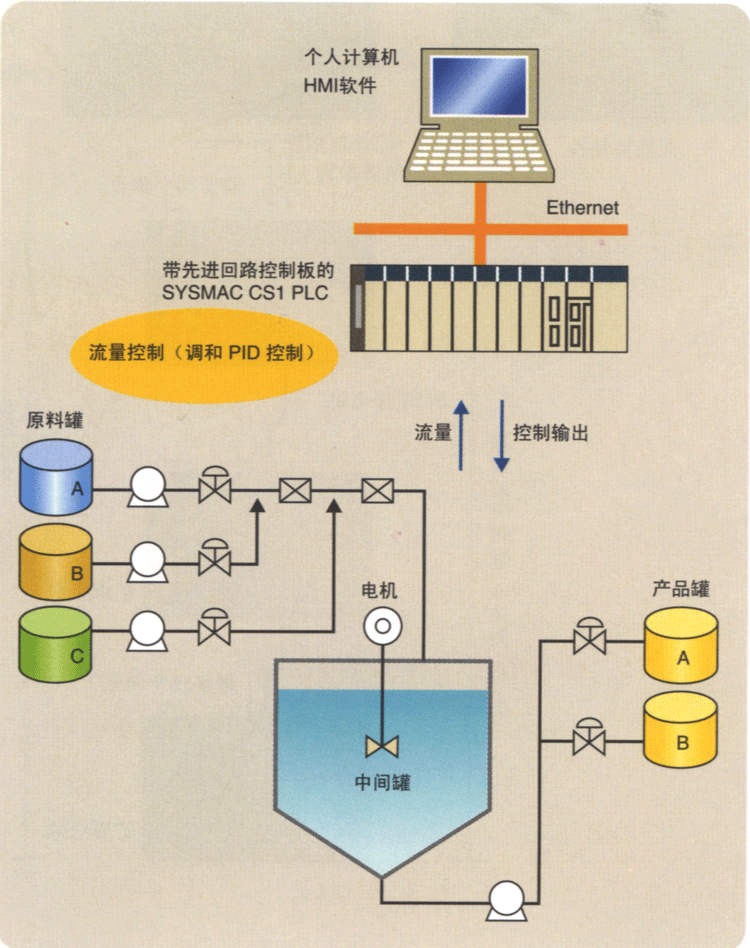 个人计算机
HMI软件
Ethernet
带先进回路控制板的
SYSMAC CS1 PLC
流量控制（调和 PID 控制）
原料罐
流量
控制输出
A
B
C
电机
产品罐
A
B
中间罐